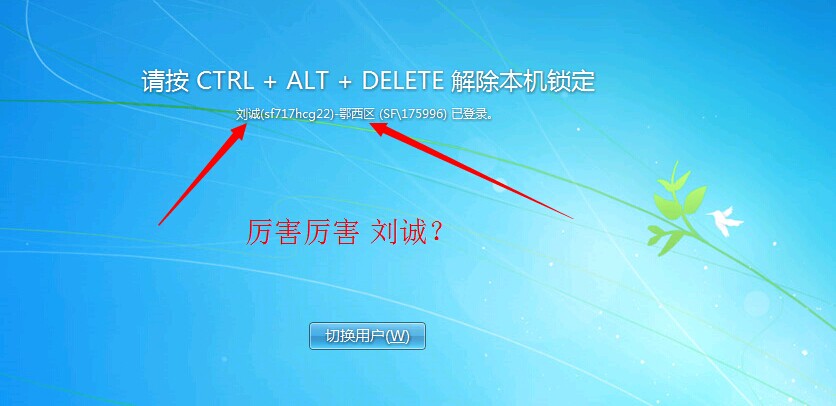 请按 CTRL + ALT + DELETE 解除本机锁定
刘诚(sf717hcg22)-鄂西区 (SF\175996) 已登录。
厉害厉害 刘诚？
切换用户(W)